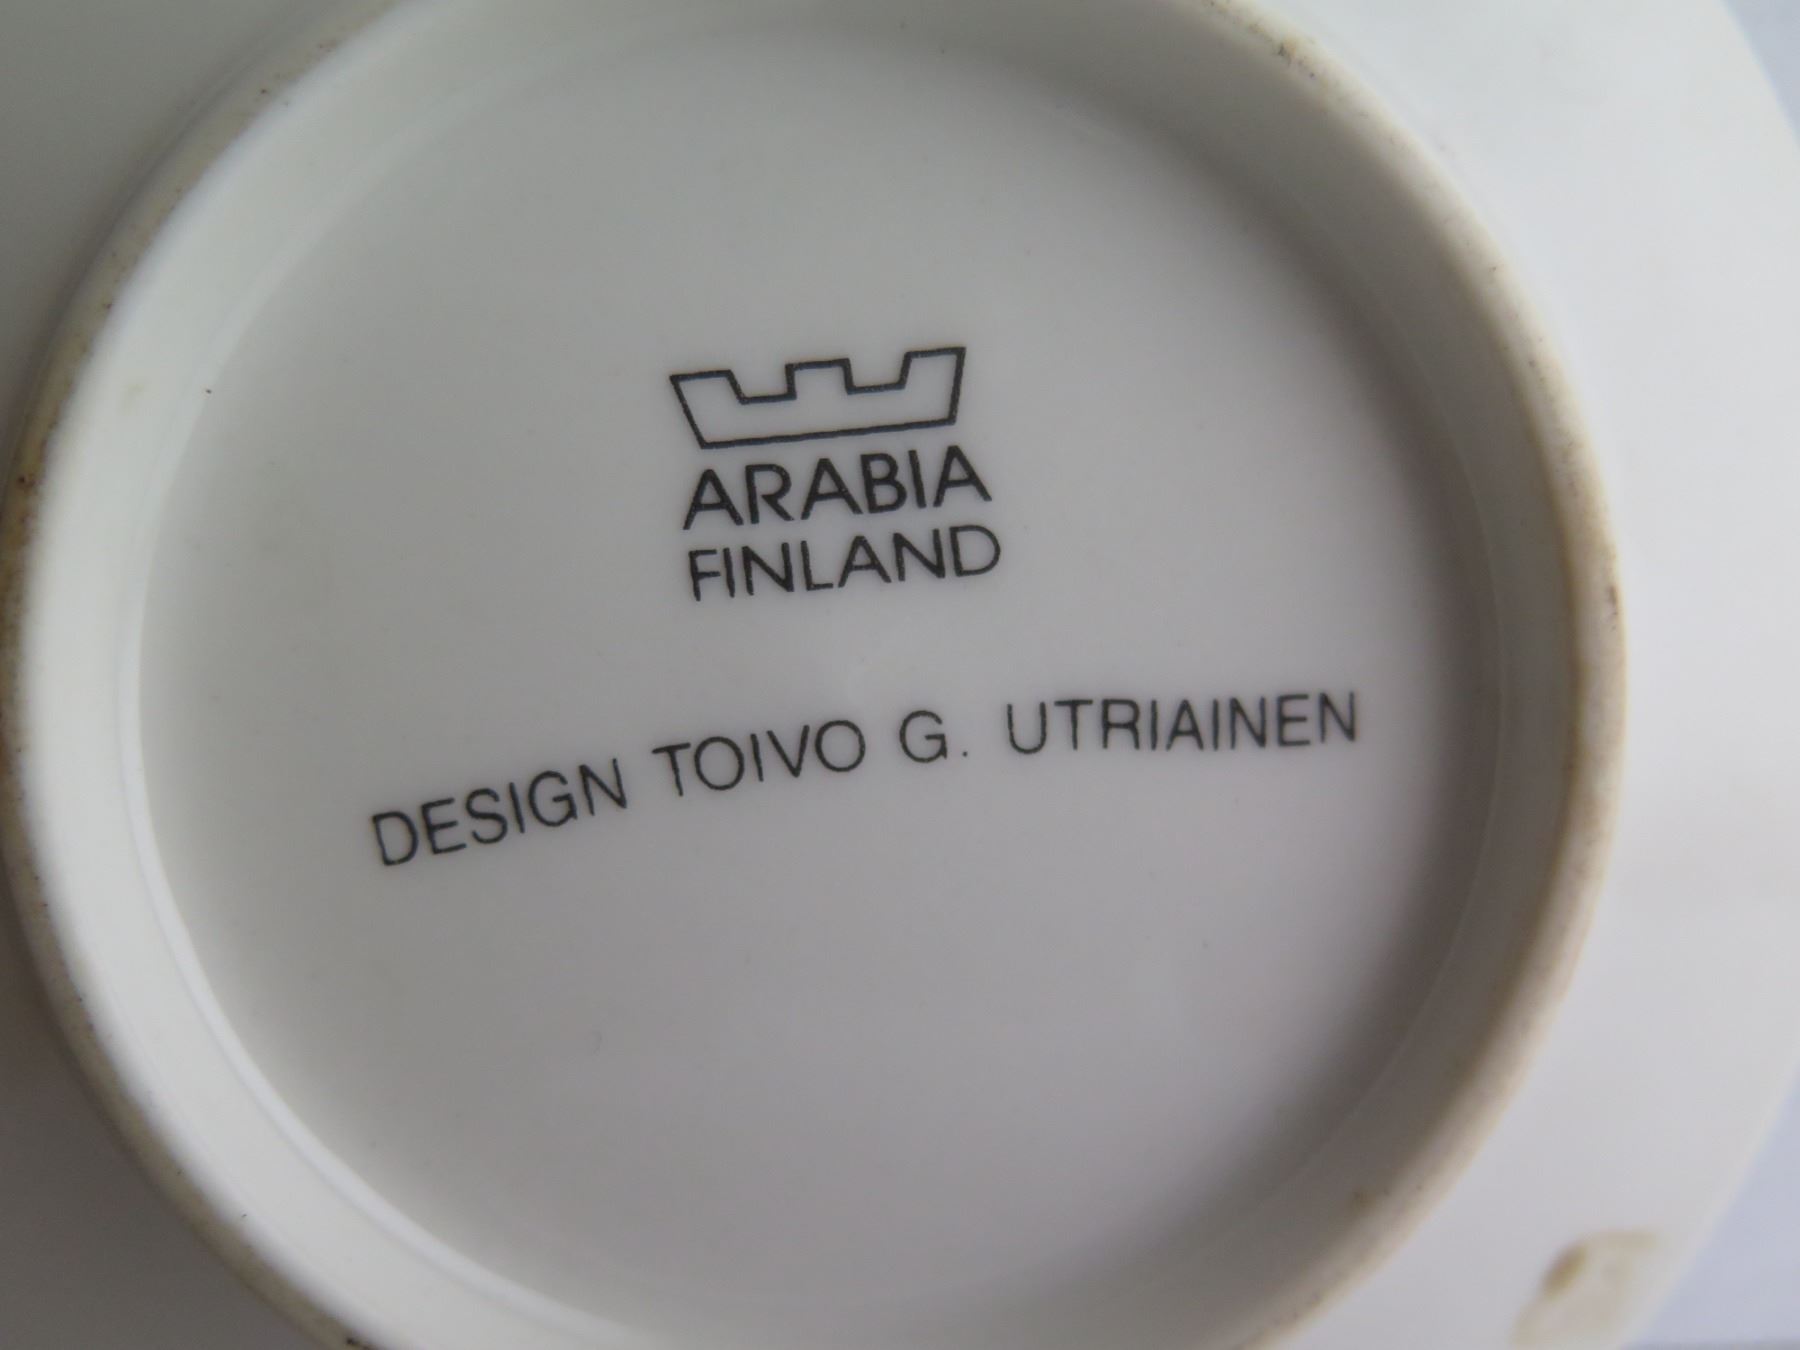 ARABIA
FINLAND
DESIGN TOIVO G. UTRIAINEN